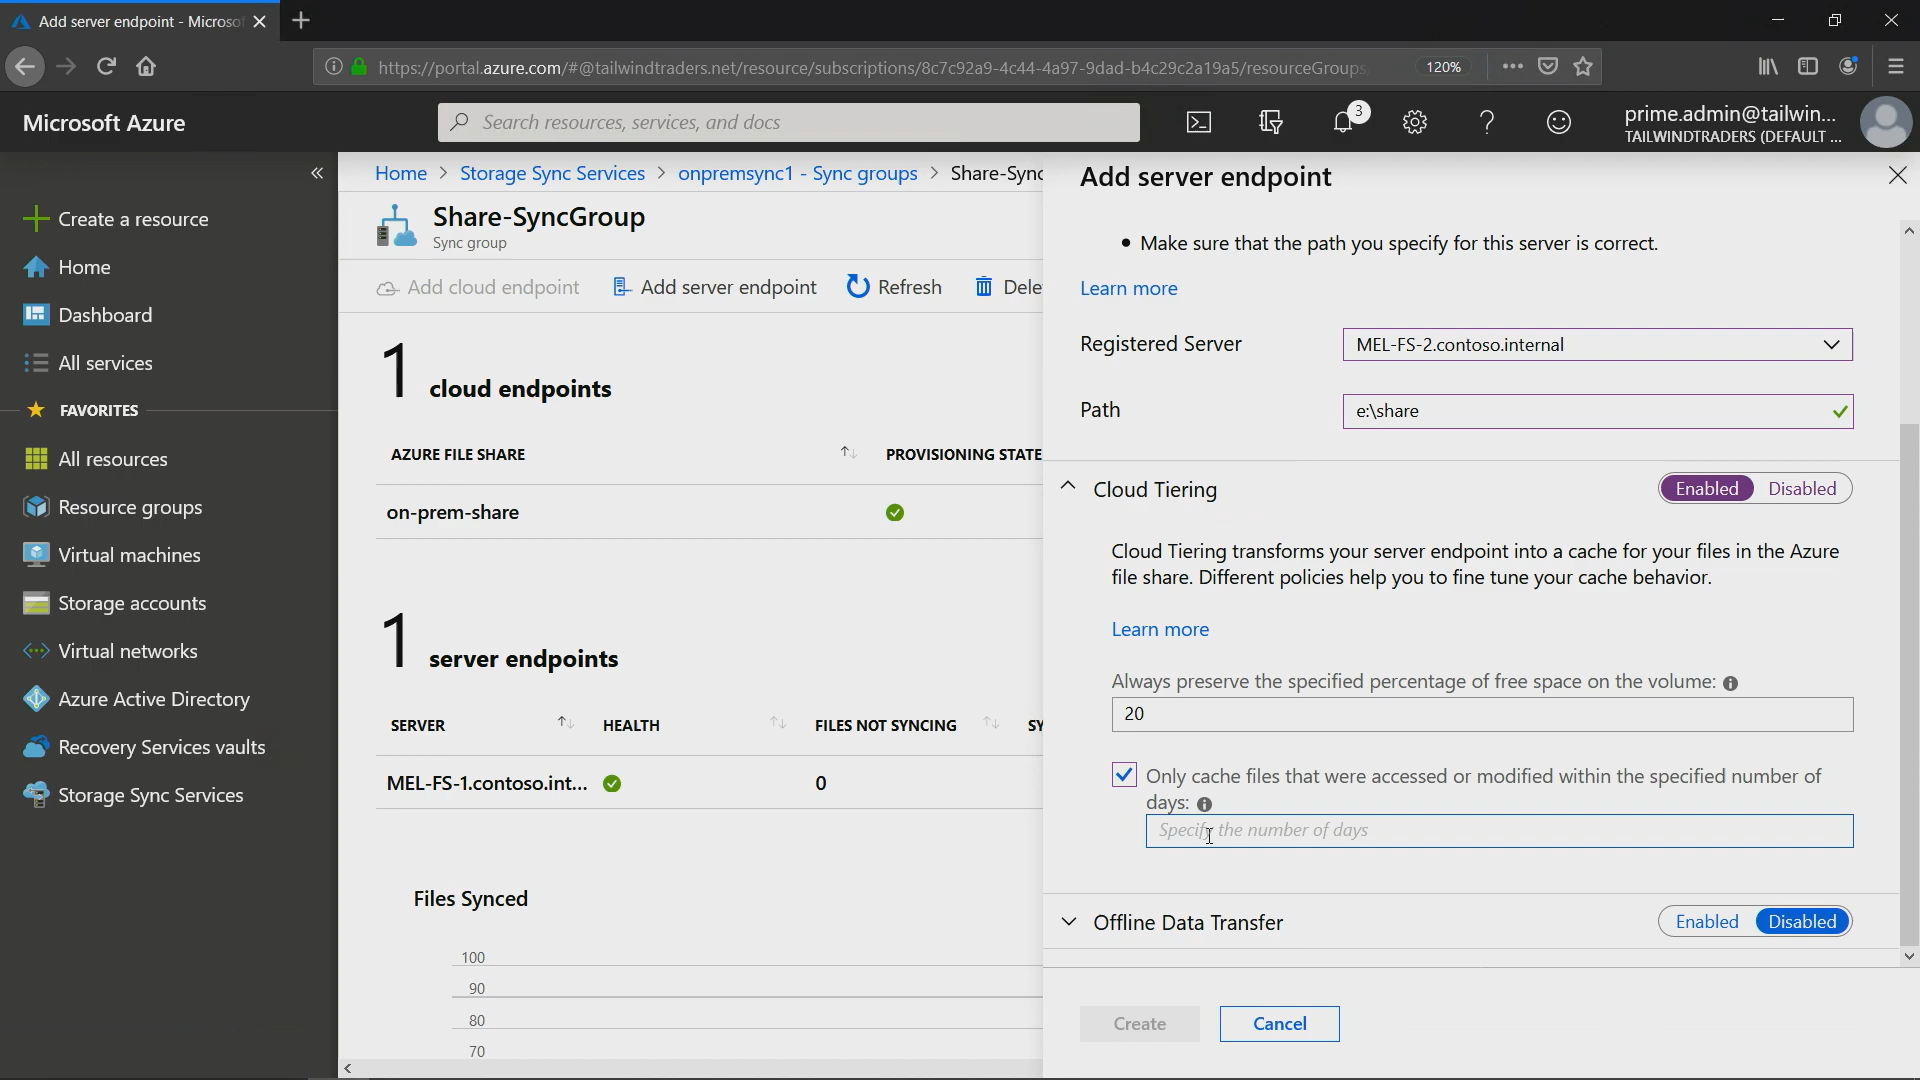 Add server endpoint - Microsof
https://portal.azure.com/#@tailwindtraders.net/resource/subscriptions/8c7c92a9-4c44-4a97-9dad-b4c29c2a19a5/resourceGroups
120%
Microsoft Azure
Search resources, services, and docs
3
prime.admin@tailwin...
TAILWINDTRADERS (DEFAULT ...
Create a resource
Home
Dashboard
All services
FAVORITES
All resources
Resource groups
Virtual machines
Storage accounts
Virtual networks
Azure Active Directory
Recovery Services vaults
Storage Sync Services
Home > Storage Sync Services > onpremsync1 - Sync groups > Share-Sync
Share-SyncGroup
Sync group
Add cloud endpoint
Add server endpoint
Refresh
Dele
1 cloud endpoints
AZURE FILE SHARE
PROVISIONING STATE
on-prem-share
1 server endpoints
SERVER
HEALTH
FILES NOT SYNCING
SY
MEL-FS-1.contoso.int...
0
Files Synced
100
90
80
70
Add server endpoint
• Make sure that the path you specify for this server is correct.
Learn more
Registered Server
MEL-FS-2.contoso.internal
Path
e:\share
Cloud Tiering
Enabled
Disabled
Cloud Tiering transforms your server endpoint into a cache for your files in the Azure
file share. Different policies help you to fine tune your cache behavior.
Learn more
Always preserve the specified percentage of free space on the volume:
20
Only cache files that were accessed or modified within the specified number of
days:
Specify the number of days
Offline Data Transfer
Enabled
Disabled
Create
Cancel